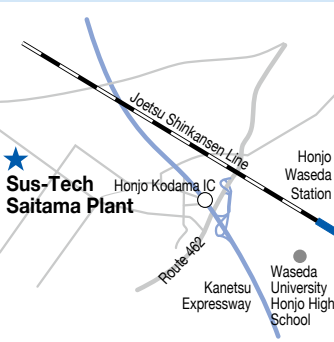 Joetsu Shinkansen Line
Honjo
Waseda
Station
Sus-Tech
Saitama Plant
Honjo Kodama IC
Route 462
Kanetsu
Expressway
Waseda
University
Honjo High
School